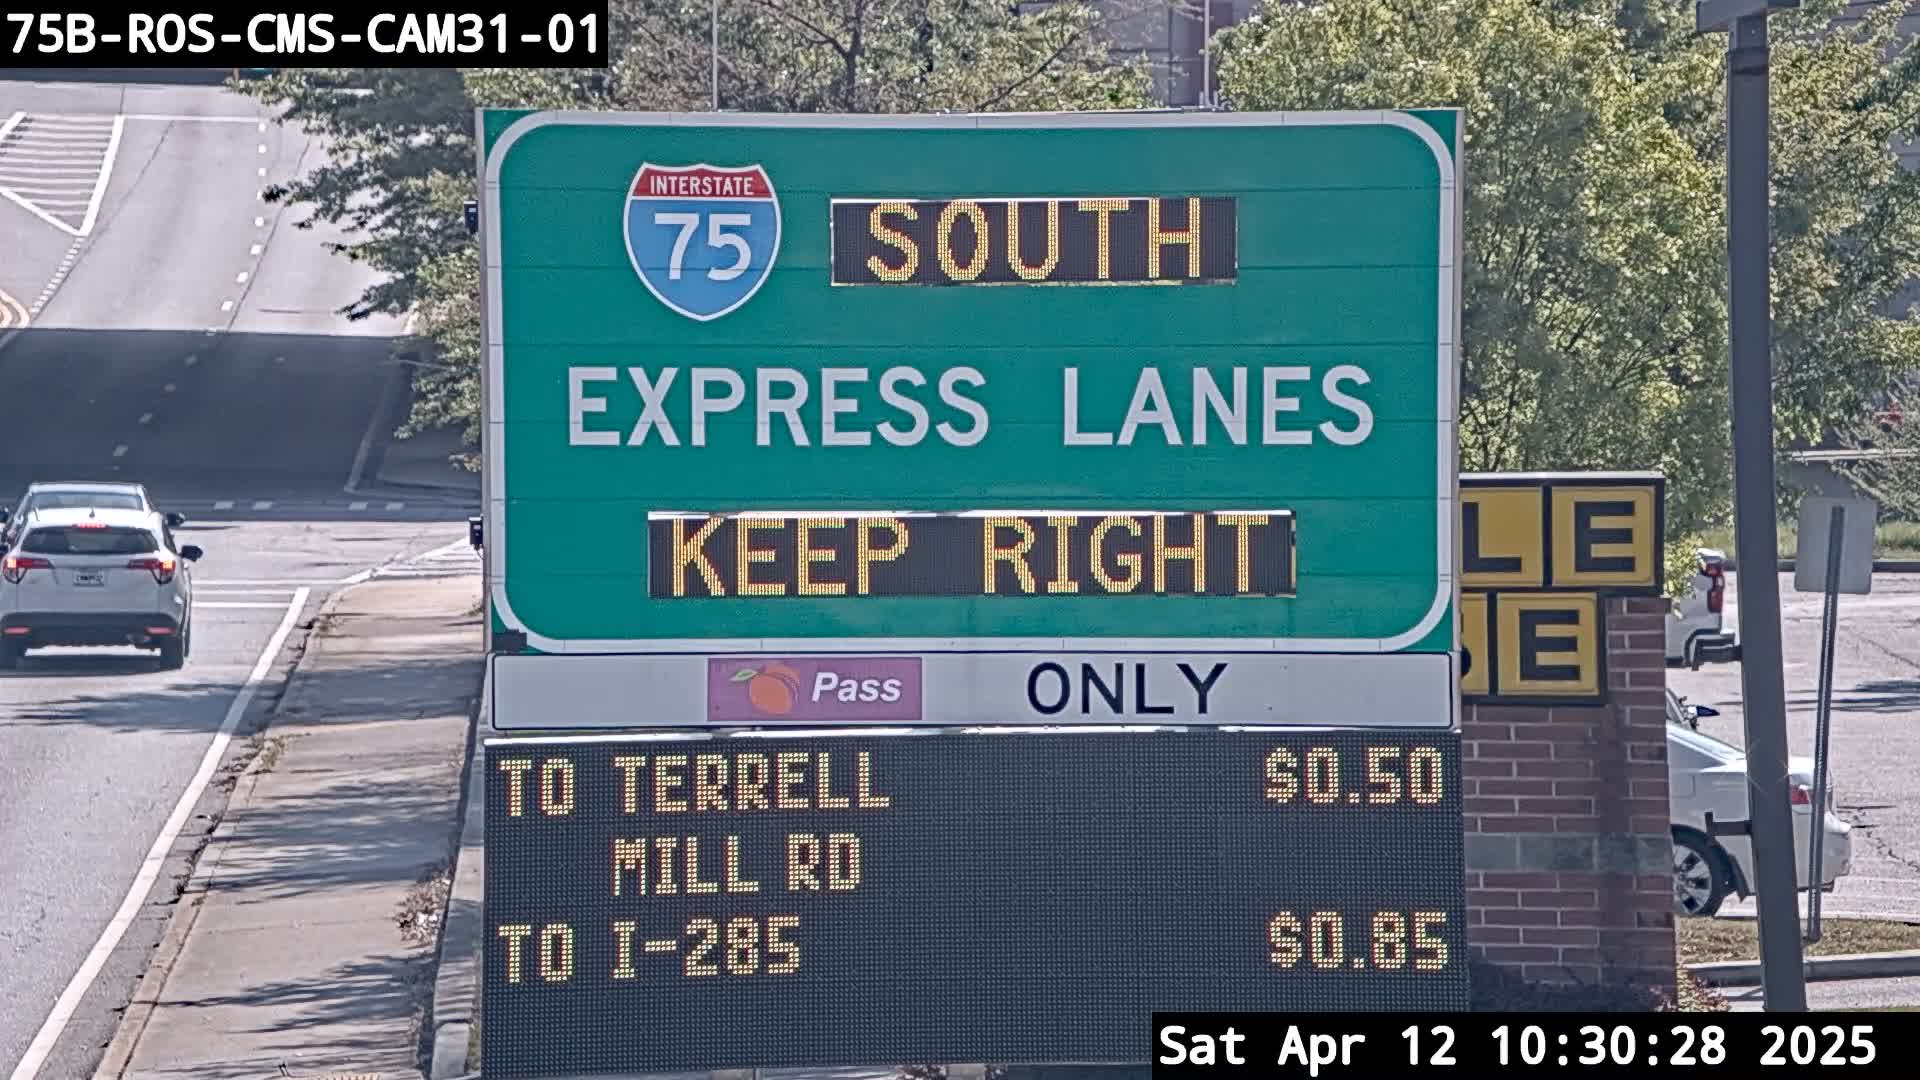 75B-ROS-CMS-CAM31-01
INTERSTATE
75
SOUTH
EXPRESS LANES
KEEP RIGHT
Pass ONLY
TO TERRELL $0.50
MILL RD
TO I-285 $0.85
LE
E
Sat Apr 12 10:30:28 2025